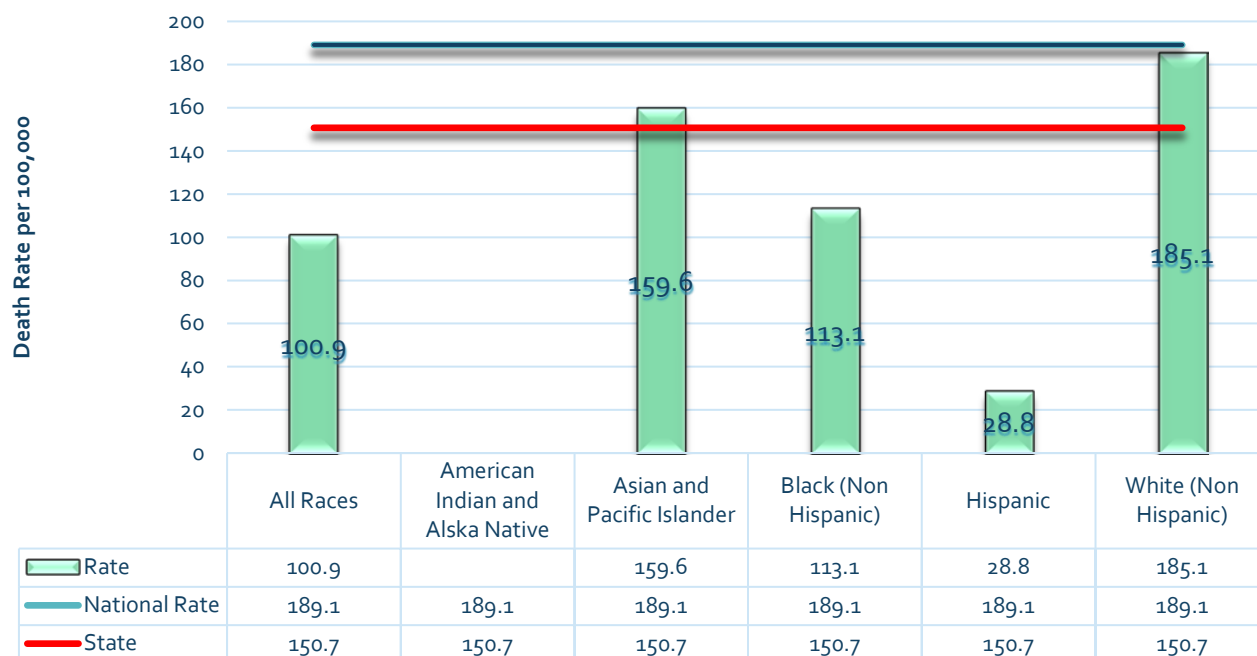 200
180
160
140
120
100
80
60
40
20
0
Death Rate per 100,000
100.9
159.6
113.1
28.8
185.1
All Races
American Indian and Alska Native
Asian and Pacific Islander
Black (Non Hispanic)
Hispanic
White (Non Hispanic)
Rate 100.9 159.6 113.1 28.8 185.1
National Rate 189.1 189.1 189.1 189.1 189.1 189.1
State 150.7 150.7 150.7 150.7 150.7 150.7